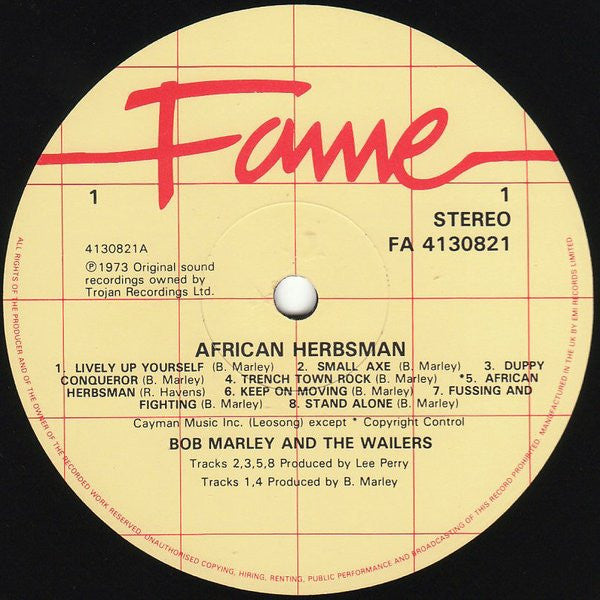 Fame
1
1
STEREO
FA 4130821
4130821A
℗1973 Original sound
recordings owned by
Trojan Recordings Ltd.
AFRICAN HERBSMAN
1. LIVELY UP YOURSELF (B. Marley) 2. SMALL AXE (B. Marley) 3. DUPPY
CONQUEROR (B. Marley) 4. TRENCH TOWN ROCK (B. Marley) *5. AFRICAN
HERBSMAN (R. Havens) 6. KEEP ON MOVING (B. Marley) 7. FUSSING AND
FIGHTING (B. Marley) 8. STAND ALONE (B. Marley)
Cayman Music Inc. (Leosong) except * Copyright Control
BOB MARLEY AND THE WAILERS
Tracks 2,3,5,8 Produced by Lee Perry
Tracks 1,4 Produced by B. Marley
ALL RIGHTS OF THE PRODUCER AND OF THE OWNER OF THE RECORDED WORK RESERVED. UNAUTHORISED COPYING, HIRING, RENTING, PUBLIC PERFORMANCE AND BROADCASTING OF THIS RECORD PROHIBITED. MANUFACTURED IN THE UK BY EMI RECORDS LIMITED